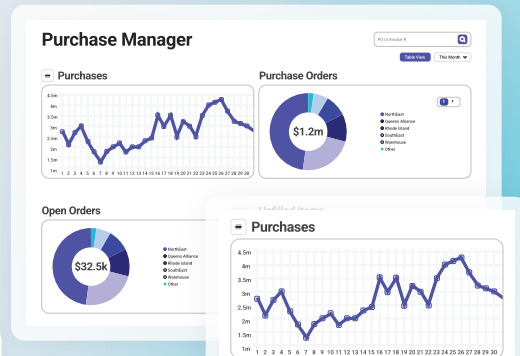 Purchase Manager
PO or Invoice #
Table View
This Month
Purchases
4.5m
4m
3.5m
3m
2.5m
2m
1.5m
1m
1 2 3 4 5 6 7 8 9 10 11 12 13 14 15 16 17 18 19 20 21 22 23 24 25 26 27 28 29 30
Purchase Orders
$1.2m
NorthEast
Queens Alliance
Rhode Island
SouthEast
Warehouse
Other
Open Orders
$32.5k
NorthEast
Queens Alliance
Rhode Island
SouthEast
Warehouse
Other
Unfilled Items
Purchases
4.5m
4m
3.5m
3m
2.5m
2m
1.5m
1m
1 2 3 4 5 6 7 8 9 10 11 12 13 14 15 16 17 18 19 20 21 22 23 24 25 26 27 28 29 30